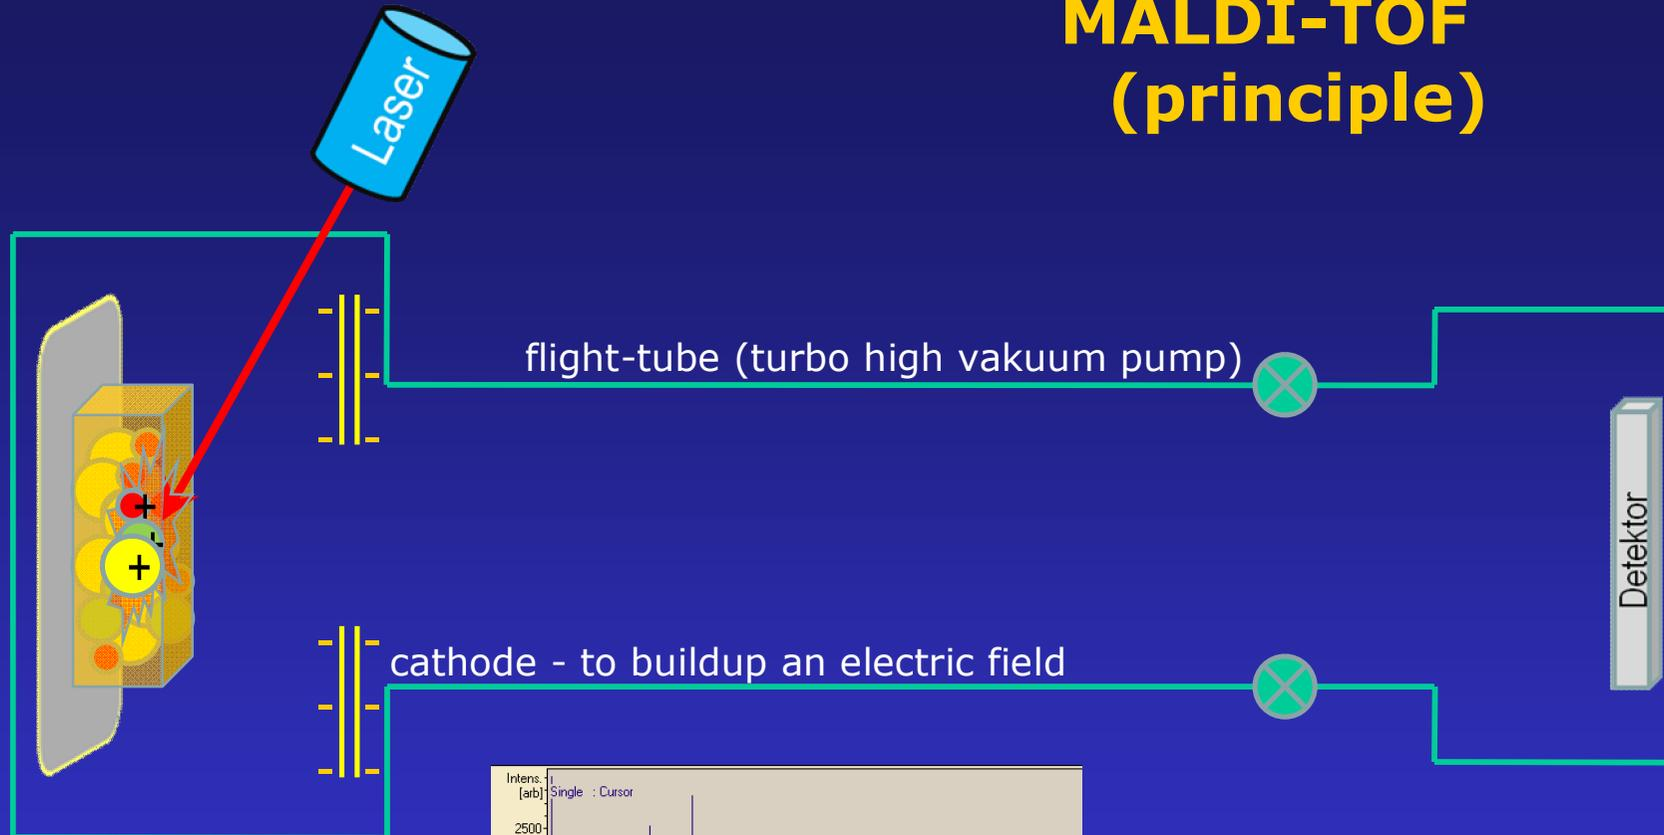 MALDI-TOF
(principle)
Laser
flight-tube (turbo high vakuum pump)
+
+
+
Detektor
cathode - to buildup an electric field
Intens.
[arb]
Single : Cursor
2500